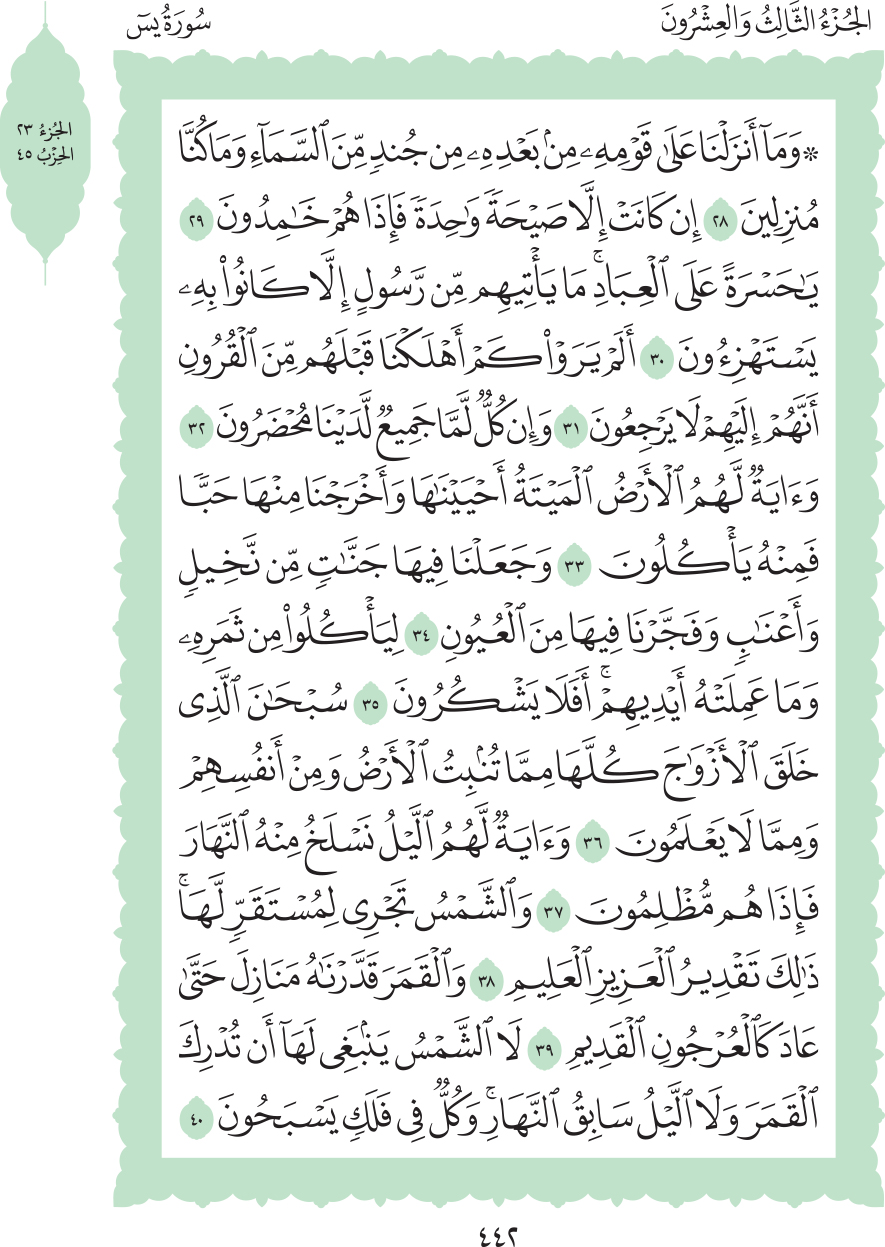 الجُزْءُ الثَّالِثُ وَالعِشْرُونَ
سُورَةُ يسٓ
الجُزءُ ٢٣
الحِزْبُ ٤٥
۞ وَمَآ أَنزَلْنَا عَلَىٰ قَوْمِهِۦ مِنۢ بَعْدِهِۦ مِن جُندٍ مِّنَ ٱلسَّمَآءِ وَمَا كُنَّا
مُنزِلِينَ ٢٨ إِن كَانَتْ إِلَّا صَيْحَةً وَٰحِدَةً فَإِذَا هُمْ خَٰمِدُونَ ٢٩
يَٰحَسْرَةً عَلَى ٱلْعِبَادِۚ مَا يَأْتِيهِم مِّن رَّسُولٍ إِلَّا كَانُوا۟ بِهِۦ
يَسْتَهْزِءُونَ ٣٠ أَلَمْ يَرَوْا۟ كَمْ أَهْلَكْنَا قَبْلَهُم مِّنَ ٱلْقُرُونِ
أَنَّهُمْ إِلَيْهِمْ لَا يَرْجِعُونَ ٣١ وَإِن كُلٌّ لَّمَّا جَمِيعٌ لَّدَيْنَا مُحْضَرُونَ ٣٢
وَءَايَةٌ لَّهُمُ ٱلْأَرْضُ ٱلْمَيْتَةُ أَحْيَيْنَٰهَا وَأَخْرَجْنَا مِنْهَا حَبًّا
فَمِنْهُ يَأْكُلُونَ ٣٣ وَجَعَلْنَا فِيهَا جَنَّٰتٍ مِّن نَّخِيلٍ
وَأَعْنَٰبٍ وَفَجَّرْنَا فِيهَا مِنَ ٱلْعُيُونِ ٣٤ لِيَأْكُلُوا۟ مِن ثَمَرِهِۦ
وَمَا عَمِلَتْهُ أَيْدِيهِمْۚ أَفَلَا يَشْكُرُونَ ٣٥ سُبْحَٰنَ ٱلَّذِى
خَلَقَ ٱلْأَزْوَٰجَ كُلَّهَا مِمَّا تُنۢبِتُ ٱلْأَرْضُ وَمِنْ أَنفُسِهِمْ
وَمِمَّا لَا يَعْلَمُونَ ٣٦ وَءَايَةٌ لَّهُمُ ٱلَّيْلُ نَسْلَخُ مِنْهُ ٱلنَّهَارَ
فَإِذَا هُم مُّظْلِمُونَ ٣٧ وَٱلشَّمْسُ تَجْرِى لِمُسْتَقَرٍّ لَّهَاۚ
ذَٰلِكَ تَقْدِيرُ ٱلْعَزِيزِ ٱلْعَلِيمِ ٣٨ وَٱلْقَمَرَ قَدَّرْنَٰهُ مَنَازِلَ حَتَّىٰ
عَادَ كَٱلْعُرْجُونِ ٱلْقَدِيمِ ٣٩ لَا ٱلشَّمْسُ يَنۢبَغِى لَهَآ أَن تُدْرِكَ
ٱلْقَمَرَ وَلَا ٱلَّيْلُ سَابِقُ ٱلنَّهَارِۚ وَكُلٌّ فِى فَلَكٍ يَسْبَحُونَ ٤٠
٤٤٢